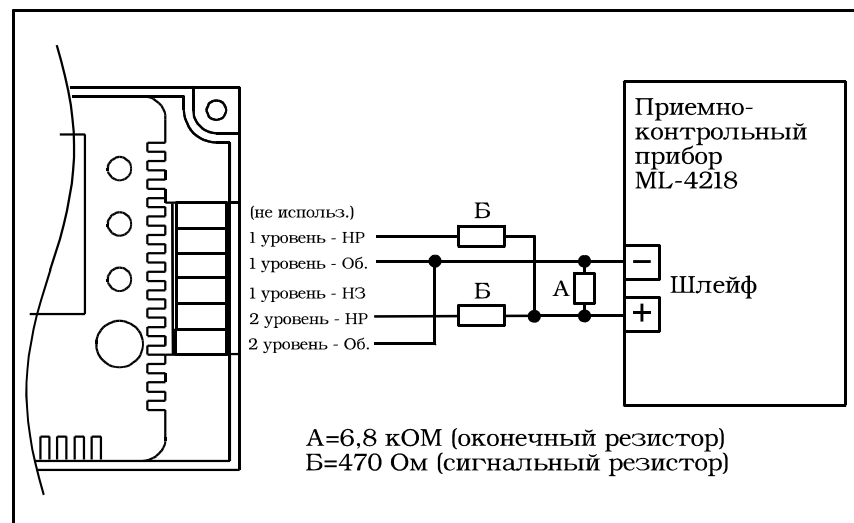 Приемно-
контрольный
прибор
ML-4218
(не использ.)
1 уровень - НР
1 уровень - Об.
1 уровень - НЗ
2 уровень - НР
2 уровень - Об.
Б
Б
А
−
+
Шлейф
А=6,8 кОМ (оконечный резистор)
Б=470 Ом (сигнальный резистор)